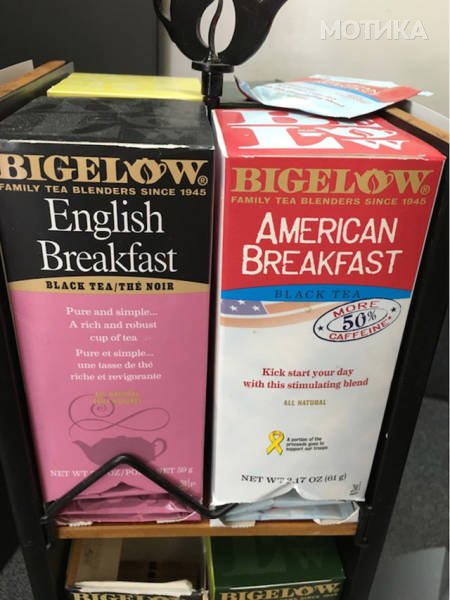 МОТИКА
BIGELOW®
FAMILY TEA BLENDERS SINCE 1945
English
Breakfast
BLACK TEA/THÉ NOIR
Pure and simple...
A rich and robust
cup of tea
Pure et simple...
une tasse de thé
riche et revigorante
NET
BIGELOW®
FAMILY TEA BLENDERS SINCE 1945
AMERICAN
BREAKFAST
BLACK TEA
MORE
50%
CAFFEINE
Kick start your day
with this stimulating blend
ALL NATURAL
A portion of the
proceeds goes to
support our troops
NET WT 2.17 OZ (61g)
BIGELOW
BIGELOW